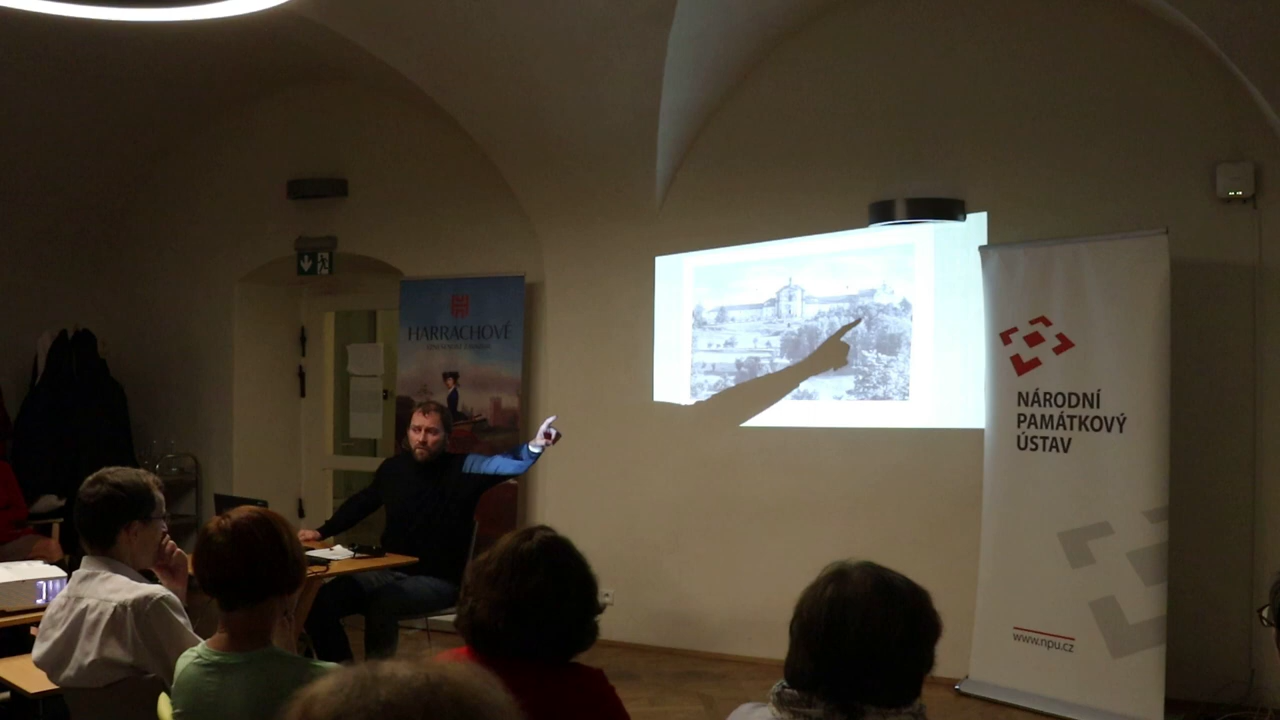 HARRACHOVÉ
NÁRODNÍ
PAMÁTKOVÝ
ÚSTAV
www.npu.cz